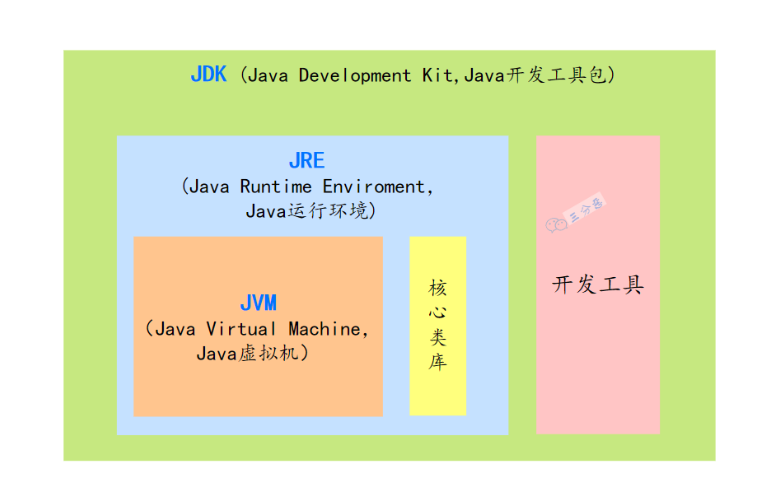 JDK (Java Development Kit,Java开发工具包)
JRE
(Java Runtime Enviroment,
Java运行环境)
JVM
(Java Virtual Machine,
Java虚拟机)
核
心
类
库
三分恶
开发工具